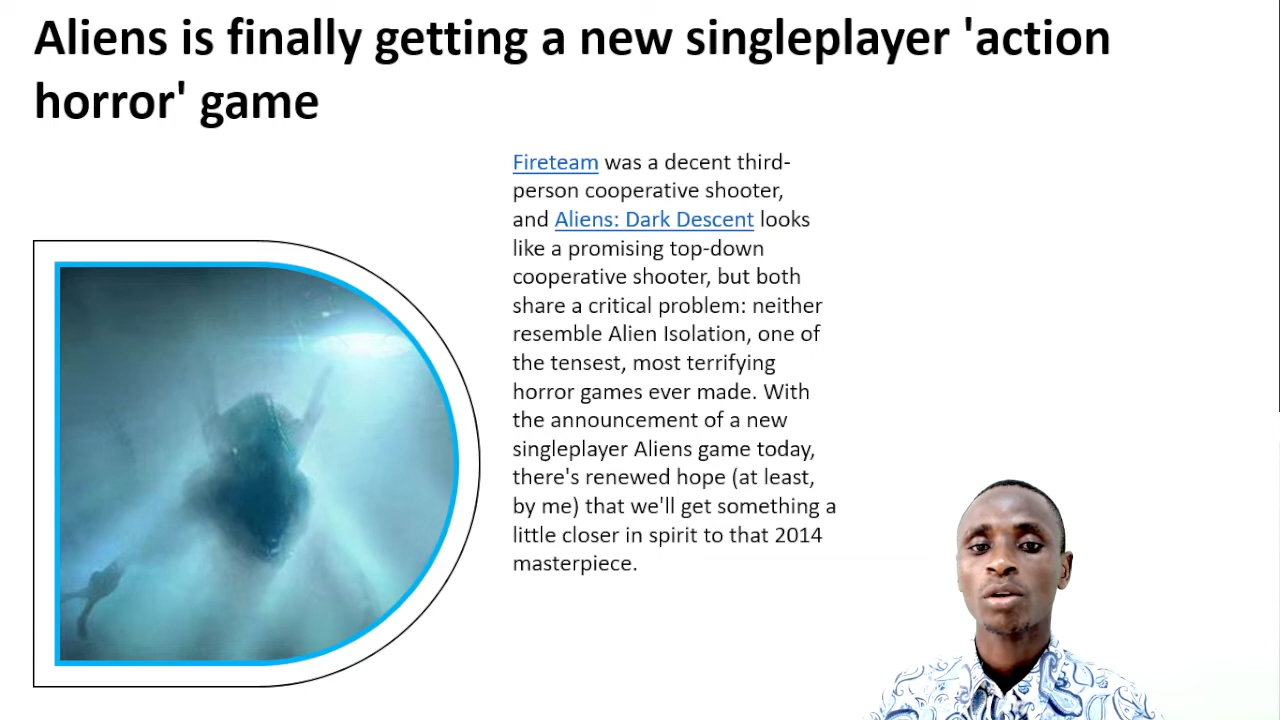 Aliens is finally getting a new singleplayer 'action
horror' game
Fireteam was a decent third-
person cooperative shooter,
and Aliens: Dark Descent looks
like a promising top-down
cooperative shooter, but both
share a critical problem: neither
resemble Alien Isolation, one of
the tensest, most terrifying
horror games ever made. With
the announcement of a new
singleplayer Aliens game today,
there's renewed hope (at least,
by me) that we'll get something a
little closer in spirit to that 2014
masterpiece.